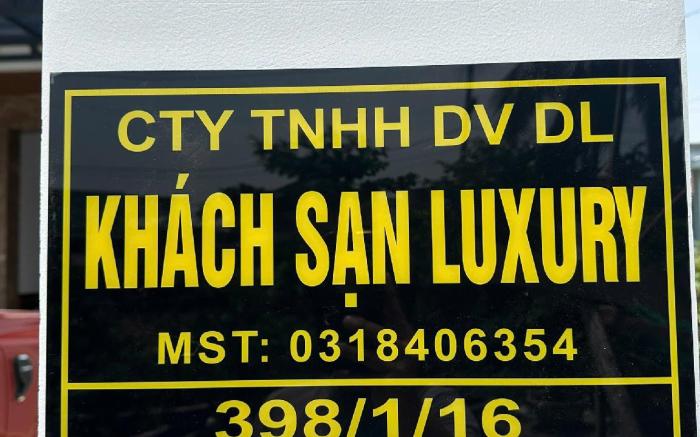 CTY TNHH DV DL
KHÁCH SẠN LUXURY
MST: 0318406354
398/1/16